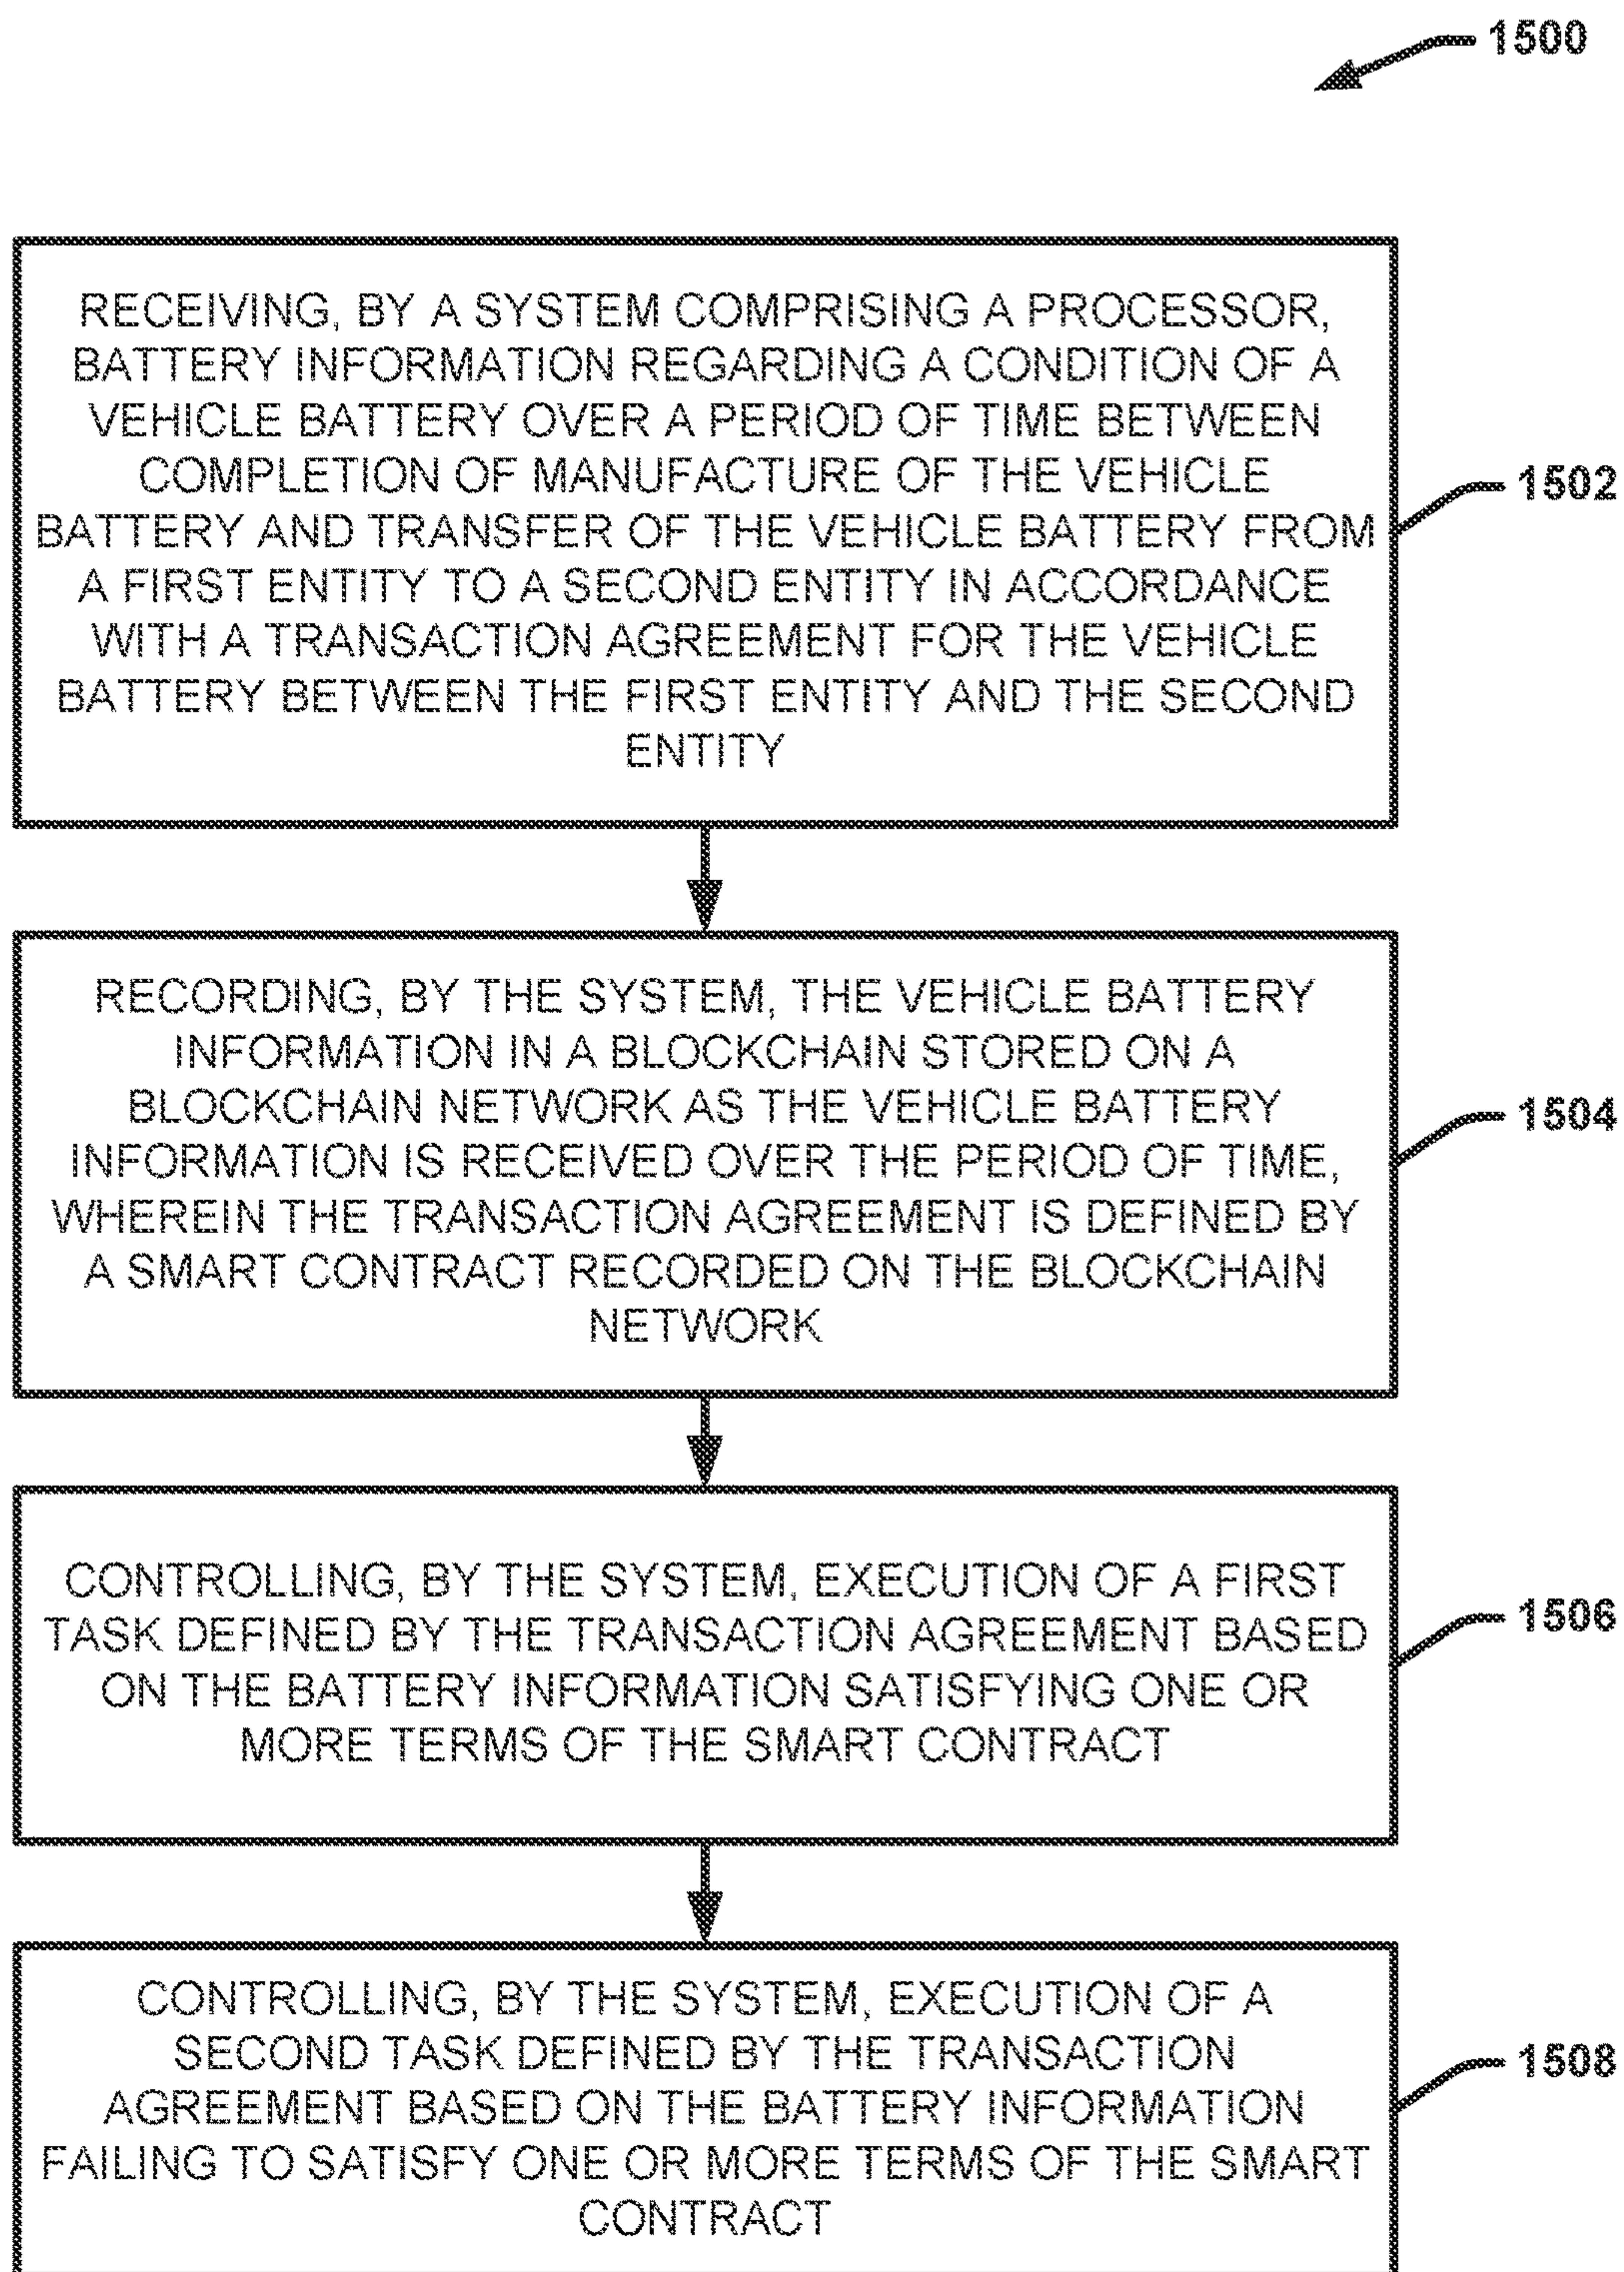 1500
RECEIVING, BY A SYSTEM COMPRISING A PROCESSOR,
BATTERY INFORMATION REGARDING A CONDITION OF A
VEHICLE BATTERY OVER A PERIOD OF TIME BETWEEN
COMPLETION OF MANUFACTURE OF THE VEHICLE
BATTERY AND TRANSFER OF THE VEHICLE BATTERY FROM
A FIRST ENTITY TO A SECOND ENTITY IN ACCORDANCE
WITH A TRANSACTION AGREEMENT FOR THE VEHICLE
BATTERY BETWEEN THE FIRST ENTITY AND THE SECOND
ENTITY
1502
RECORDING, BY THE SYSTEM, THE VEHICLE BATTERY
INFORMATION IN A BLOCKCHAIN STORED ON A
BLOCKCHAIN NETWORK AS THE VEHICLE BATTERY
INFORMATION IS RECEIVED OVER THE PERIOD OF TIME,
WHEREIN THE TRANSACTION AGREEMENT IS DEFINED BY
A SMART CONTRACT RECORDED ON THE BLOCKCHAIN
NETWORK
1504
CONTROLLING, BY THE SYSTEM, EXECUTION OF A FIRST
TASK DEFINED BY THE TRANSACTION AGREEMENT BASED
ON THE BATTERY INFORMATION SATISFYING ONE OR
MORE TERMS OF THE SMART CONTRACT
1506
CONTROLLING, BY THE SYSTEM, EXECUTION OF A
SECOND TASK DEFINED BY THE TRANSACTION
AGREEMENT BASED ON THE BATTERY INFORMATION
FAILING TO SATISFY ONE OR MORE TERMS OF THE SMART
CONTRACT
1508